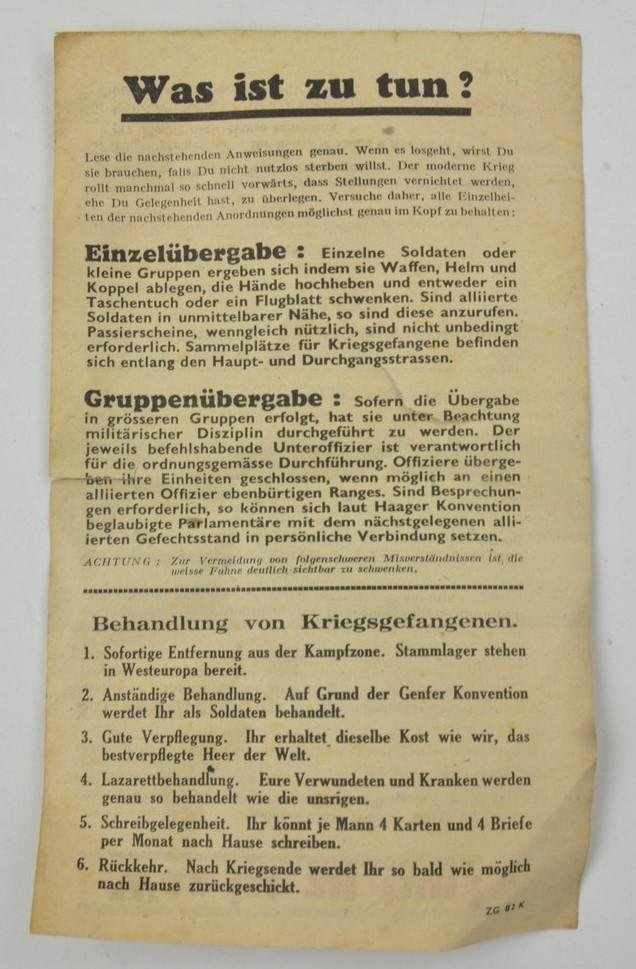 Was ist zu tun?
Lese die nachstehenden Anweisungen genau. Wenn es losgeht, wirst Du
sie brauchen, falls Du nicht nutzlos sterben willst. Der moderne Krieg
rollt manchmal so schnell vorwärts, dass Stellungen vernichtet werden,
ehe Du Gelegenheit hast, zu überlegen. Versuche daher, alle Einzelhei-
ten der nachstehenden Anordnungen möglichst genau im Kopf zu behalten:
Einzelübergabe: Einzelne Soldaten oder
kleine Gruppen ergeben sich indem sie Waffen, Helm und
Koppel ablegen, die Hände hochheben und entweder ein
Taschentuch oder ein Flugblatt schwenken. Sind alliierte
Soldaten in unmittelbarer Nähe, so sind diese anzurufen.
Passierscheine, wenngleich nützlich, sind nicht unbedingt
erforderlich. Sammelplätze für Kriegsgefangene befinden
sich entlang den Haupt- und Durchgangsstrassen.
Gruppenübergabe: Sofern die Übergabe
in grösseren Gruppen erfolgt, hat sie unter Beachtung
militärischer Disziplin durchgeführt zu werden. Der
jeweils befehlshabende Unteroffizier ist verantwortlich
für die ordnungsgemässe Durchführung. Offiziere überge-
ben ihre Einheiten geschlossen, wenn möglich an einen
alliierten Offizier ebenbürtigen Ranges. Sind Besprechun-
gen erforderlich, so können sich laut Haager Konvention
beglaubigte Parlamentäre mit dem nächstgelegenen alli-
ierten Gefechtsstand in persönliche Verbindung setzen.
ACHTUNG: Zur Vermeidung von folgenschweren Misverständnissen ist die
weisse Fahne deutlich sichtbar zu schwenken.
Behandlung von Kriegsgefangenen.
1. Sofortige Entfernung aus der Kampfzone. Stammlager stehen
in Westeuropa bereit.
2. Anständige Behandlung. Auf Grund der Genfer Konvention
werdet Ihr als Soldaten behandelt.
3. Gute Verpflegung. Ihr erhaltet dieselbe Kost wie wir, das
bestverpflegte Heer der Welt.
4. Lazarettbehandlung. Eure Verwundeten und Kranken werden
genau so behandelt wie die unsrigen.
5. Schreibgelegenheit. Ihr könnt je Mann 4 Karten und 4 Briefe
per Monat nach Hause schreiben.
6. Rückkehr. Nach Kriegsende werdet Ihr so bald wie möglich
nach Hause zurückgeschickt.
ZG 82 K